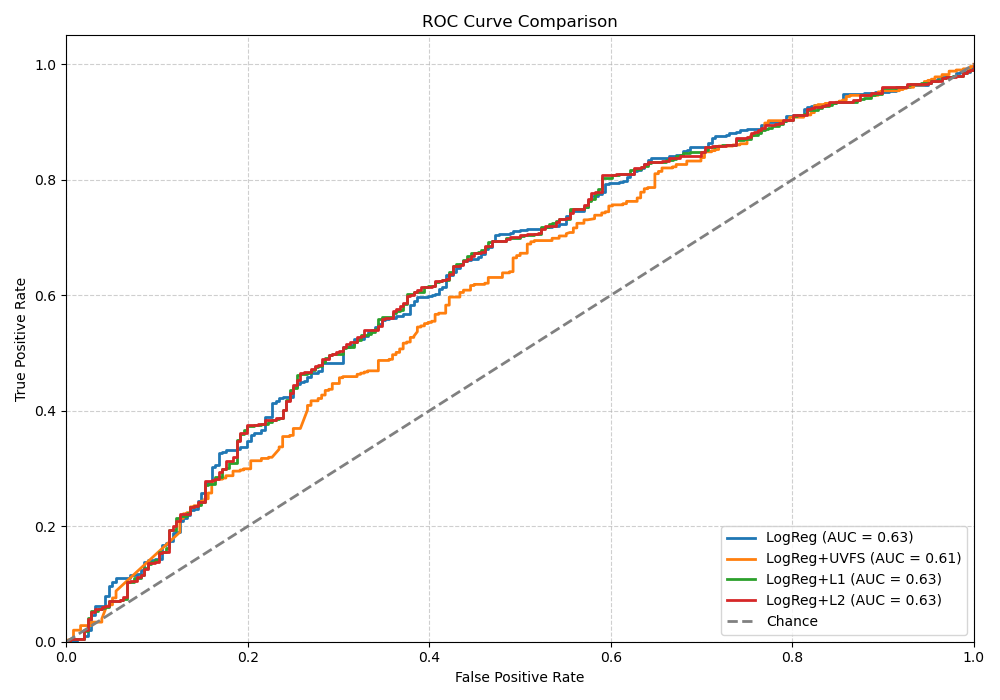 ROC Curve Comparison
True Positive Rate
1.0
0.8
0.6
0.4
0.2
0.0
0.0 0.2 0.4 0.6 0.8 1.0
False Positive Rate
LogReg (AUC = 0.63)
LogReg+UVFS (AUC = 0.61)
LogReg+L1 (AUC = 0.63)
LogReg+L2 (AUC = 0.63)
Chance